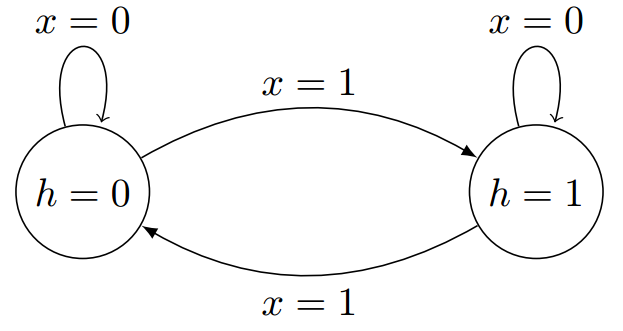 x = 0
x = 0
x = 1
h = 0
h = 1
x = 1